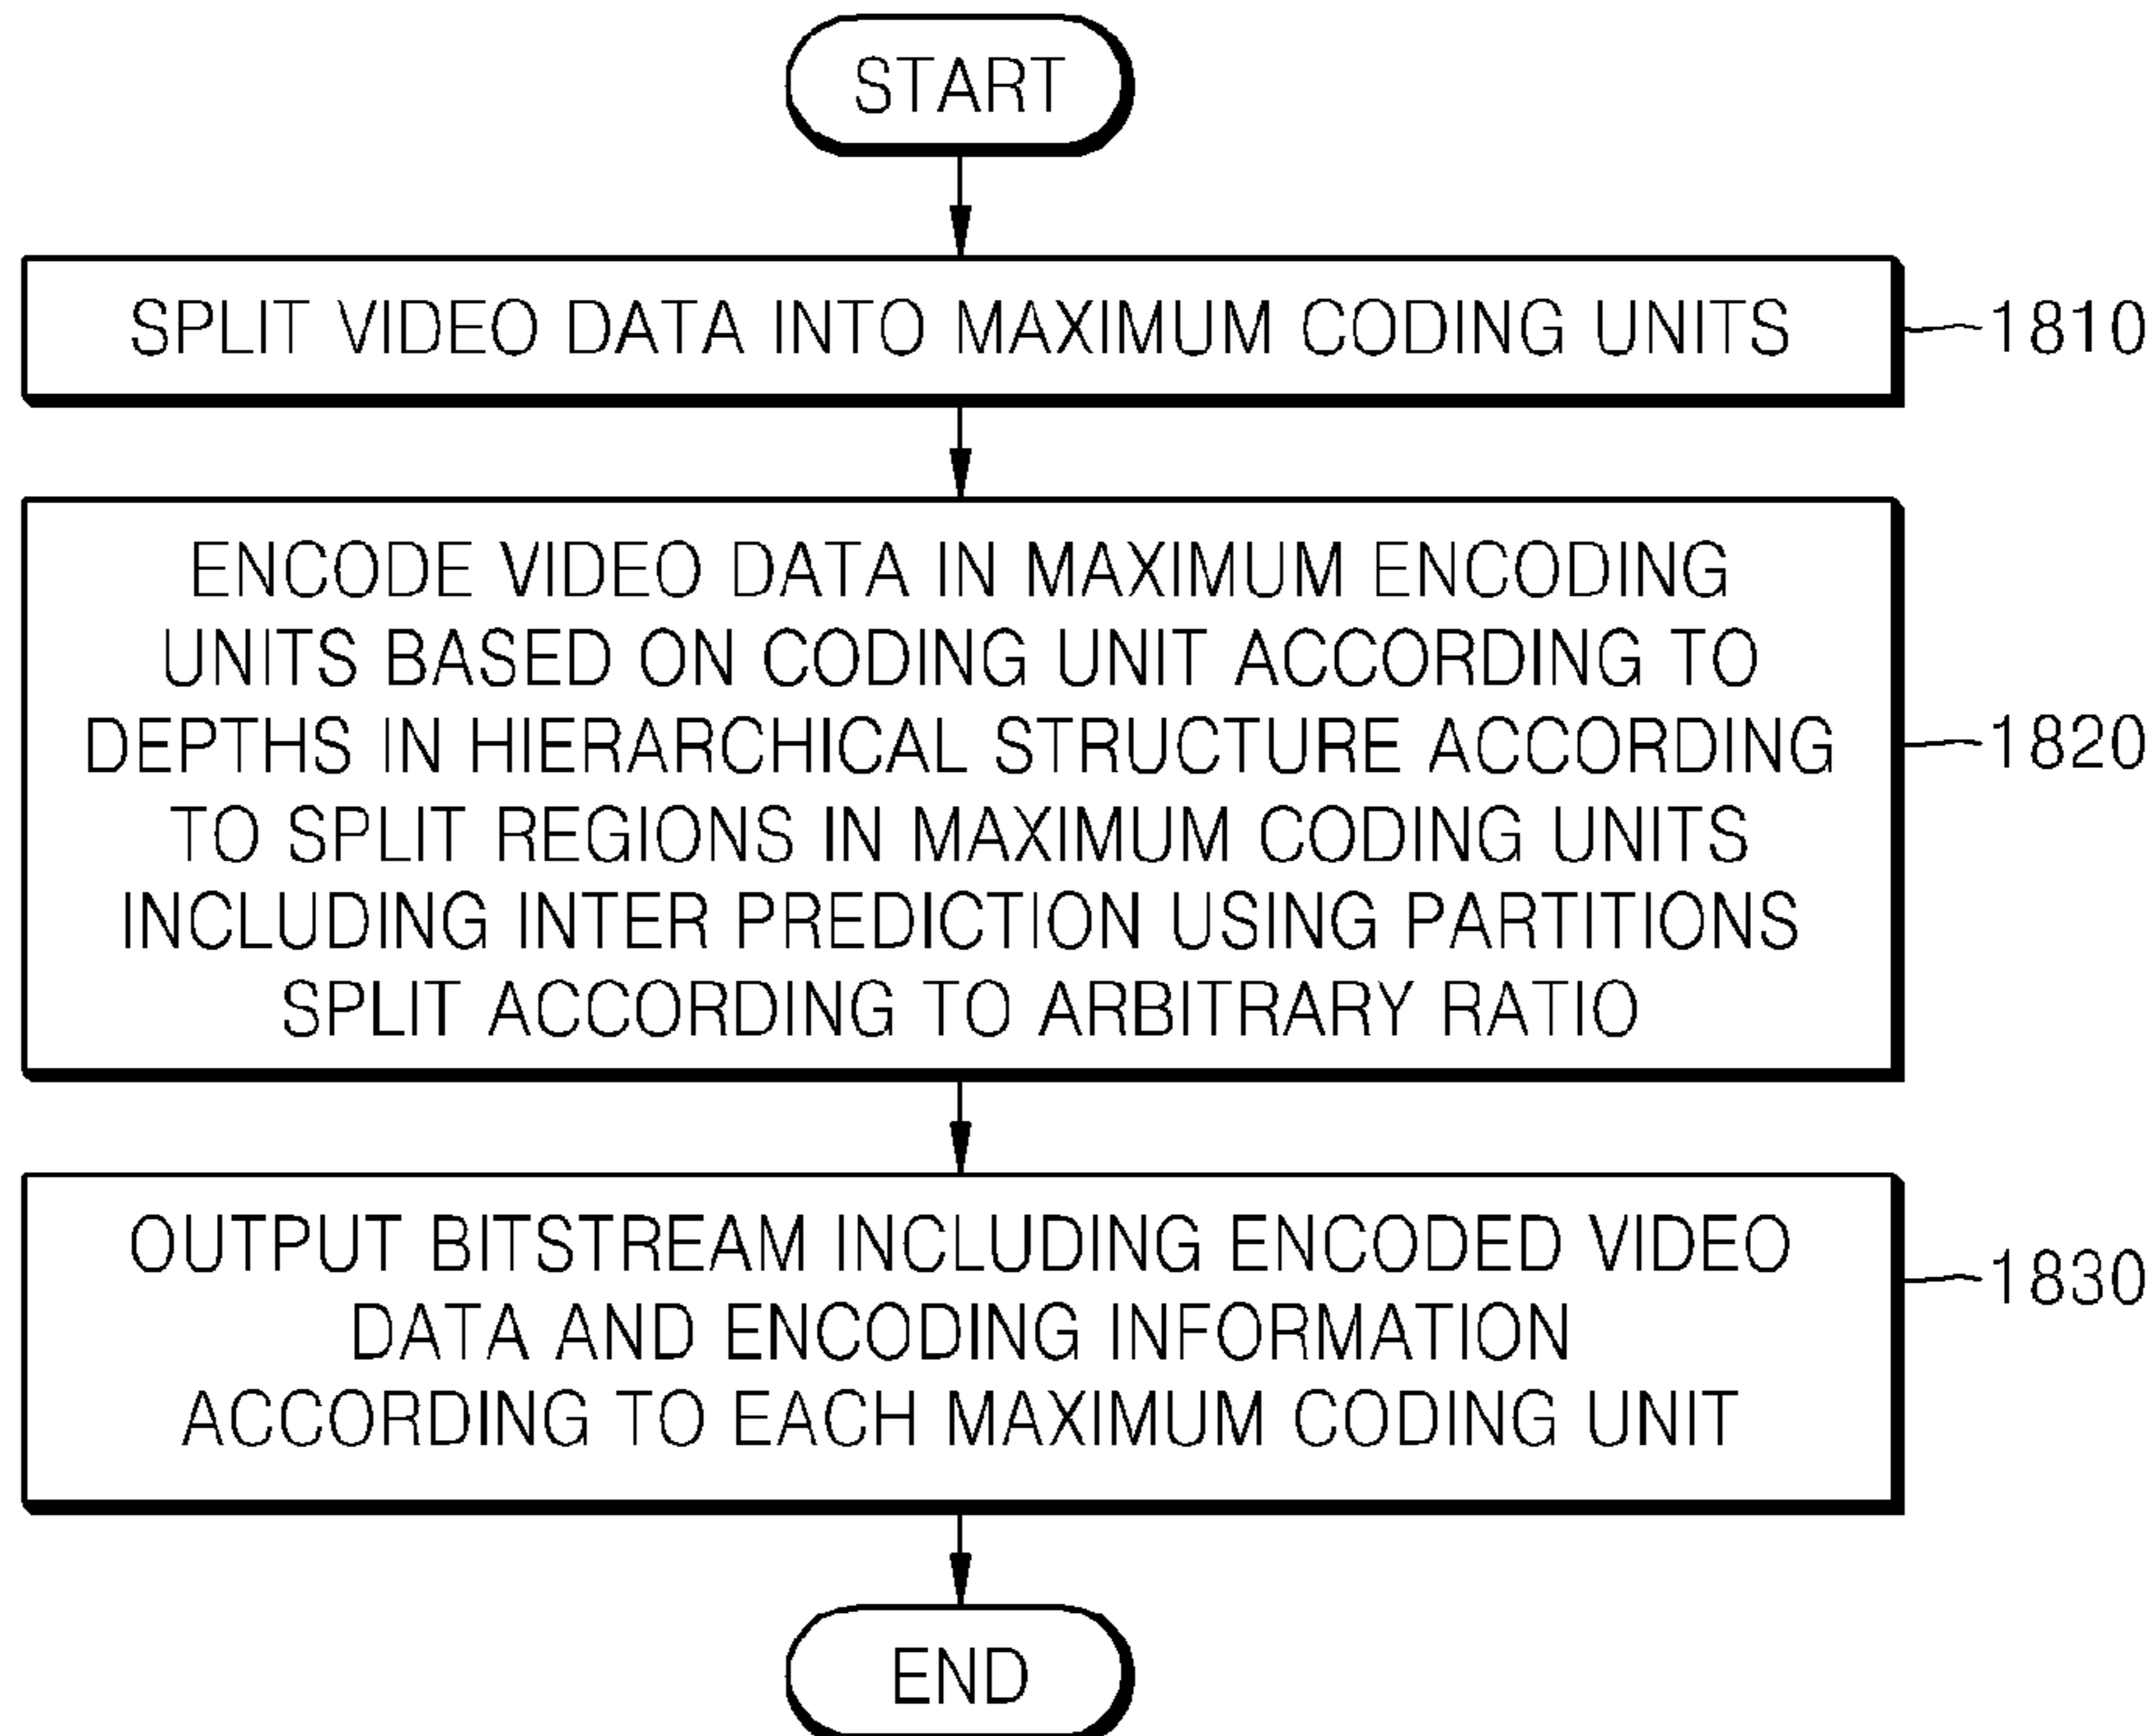 START
SPLIT VIDEO DATA INTO MAXIMUM CODING UNITS
1810
ENCODE VIDEO DATA IN MAXIMUM ENCODING
UNITS BASED ON CODING UNIT ACCORDING TO
DEPTHS IN HIERARCHICAL STRUCTURE ACCORDING
TO SPLIT REGIONS IN MAXIMUM CODING UNITS
INCLUDING INTER PREDICTION USING PARTITIONS
SPLIT ACCORDING TO ARBITRARY RATIO
1820
OUTPUT BITSTREAM INCLUDING ENCODED VIDEO
DATA AND ENCODING INFORMATION
ACCORDING TO EACH MAXIMUM CODING UNIT
1830
END